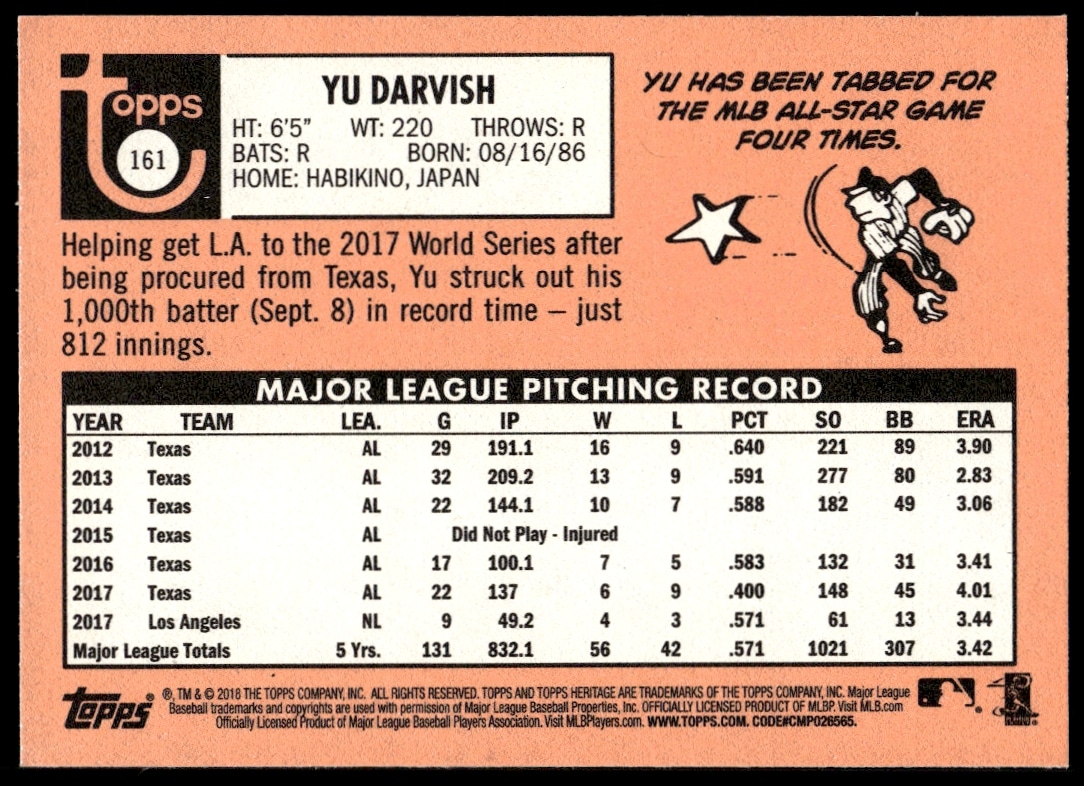 topps
161
YU DARVISH
HT: 6'5" WT: 220 THROWS: R
BATS: R BORN: 08/16/86
HOME: HABIKINO, JAPAN
YU HAS BEEN TABBED FOR
THE MLB ALL-STAR GAME
FOUR TIMES.
Helping get L.A. to the 2017 World Series after
being procured from Texas, Yu struck out his
1,000th batter (Sept. 8) in record time – just
812 innings.
MAJOR LEAGUE PITCHING RECORD
YEAR TEAM LEA. G IP W L PCT SO BB ERA
2012 Texas AL 29 191.1 16 9 .640 221 89 3.90
2013 Texas AL 32 209.2 13 9 .591 277 80 2.83
2014 Texas AL 22 144.1 10 7 .588 182 49 3.06
2015 Texas AL Did Not Play - Injured
2016 Texas AL 17 100.1 7 5 .583 132 31 3.41
2017 Texas AL 22 137 6 9 .400 148 45 4.01
2017 Los Angeles NL 9 49.2 4 3 .571 61 13 3.44
Major League Totals 5 Yrs. 131 832.1 56 42 .571 1021 307 3.42
topps ® ®, TM & © 2018 THE TOPPS COMPANY, INC. ALL RIGHTS RESERVED. TOPPS AND TOPPS HERITAGE ARE TRADEMARKS OF THE TOPPS COMPANY, INC. Major League
Baseball trademarks and copyrights are used with permission of Major League Baseball Properties, Inc. OFFICIALLY LICENSED PRODUCT OF MLBP. Visit MLB.com
Officially Licensed Product of Major League Baseball Players Association. Visit MLBPlayers.com. WWW.TOPPS.COM. CODE#CMP026565.